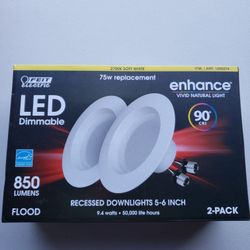 2700K SOFT WHITE
FEIT
electric
75w replacement
enhance
VIVID NATURAL LIGHT
LED
Dimmable
90+
CRI
850
LUMENS
FLOOD
RECESSED DOWNLIGHTS 5-6 INCH
9.4 watts • 50,000 life hours
2-PACK